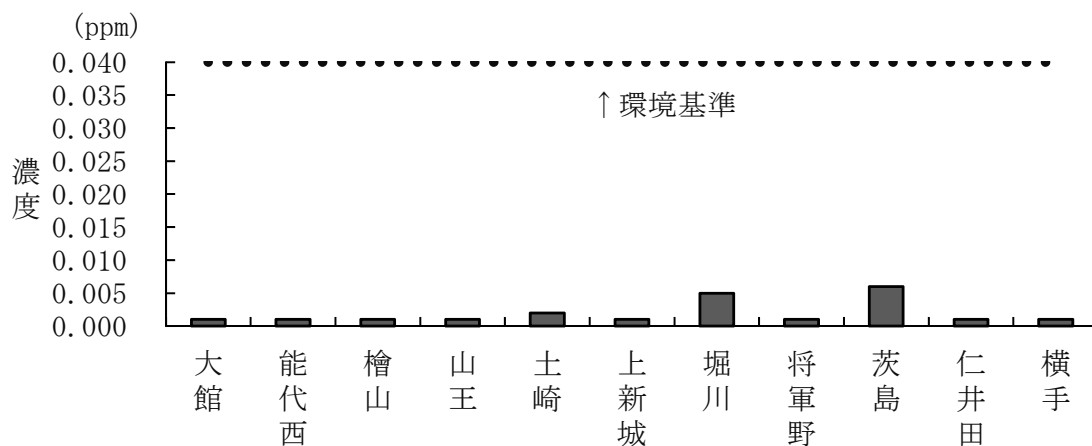 (ppm)
0.040
0.035
0.030
0.025
0.020
0.015
0.010
0.005
0.000
濃度
↑環境基準
大館
能代西
檜山
山王
土崎
上新城
堀川
将軍野
茨島
仁井田
横手